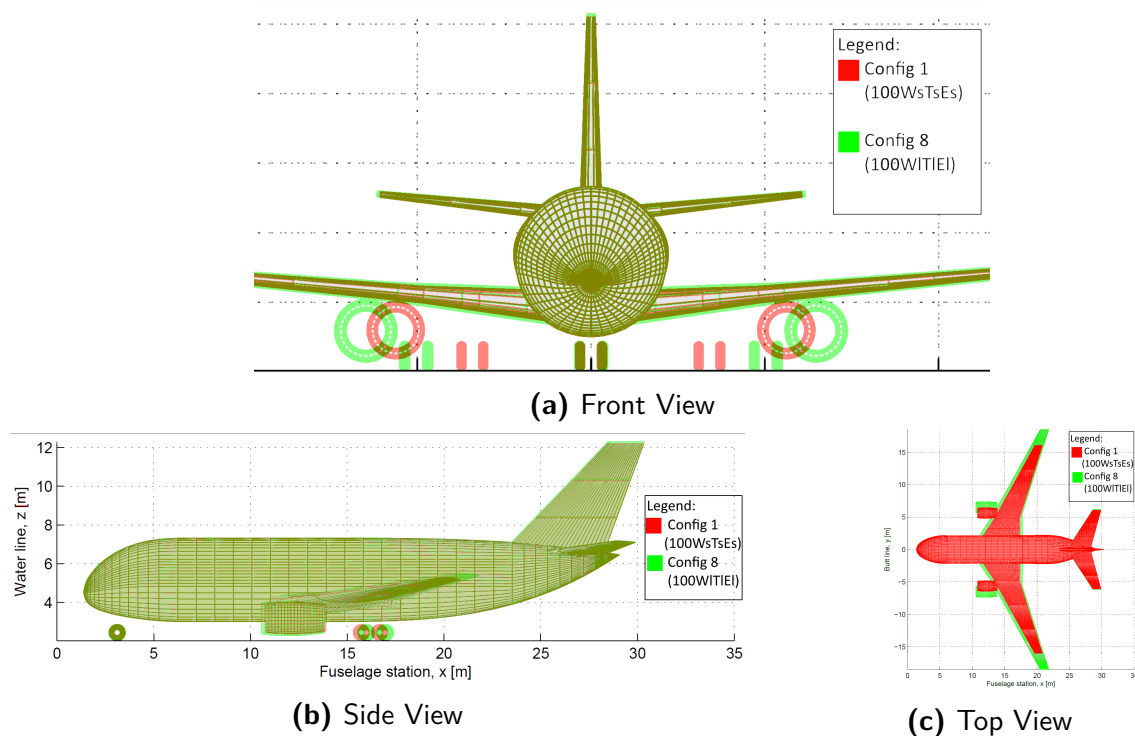 Legend:
Config 1
(100WsTsEs)
Config 8
(100WlTlEl)
(a) Front View
12
10
8
6
4
Water line, z [m]
Legend:
Config 1
(100WsTsEs)
Config 8
(100WlTlEl)
0 5 10 15 20 25 30 35
Fuselage station, x [m]
(b) Side View
15
10
5
0
−5
−10
−15
Butt line, y [m]
Legend:
Config 1
(100WsTsEs)
Config 8
(100WlTlEl)
0 5 10 15 20 25 30 35
Fuselage station, x [m]
(c) Top View